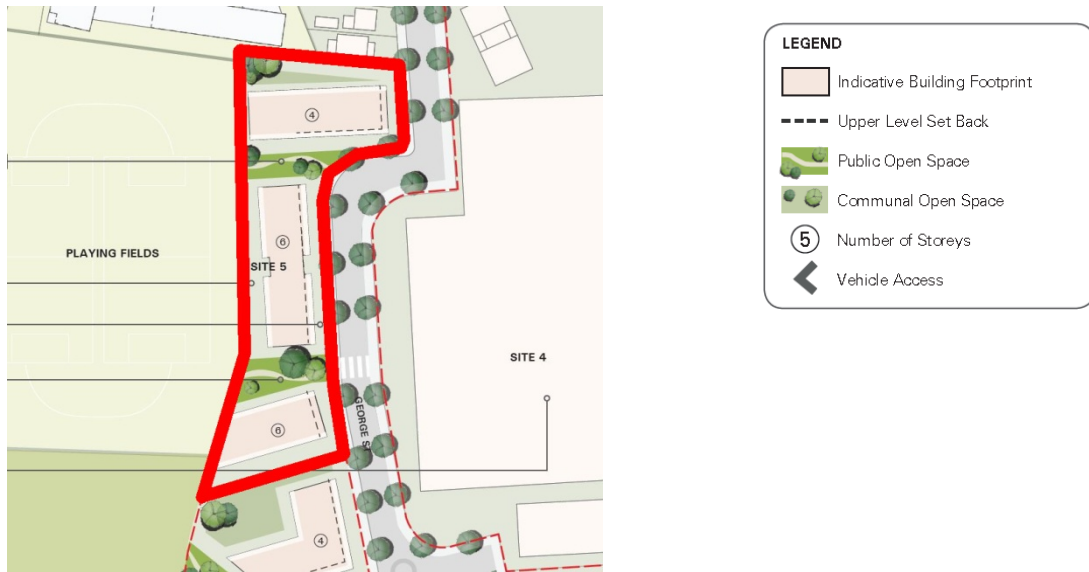 4
PLAYING FIELDS
6
SITE 5
SITE 4
GEORGE ST
6
4
LEGEND
Indicative Building Footprint
Upper Level Set Back
Public Open Space
Communal Open Space
5 Number of Storeys
Vehicle Access